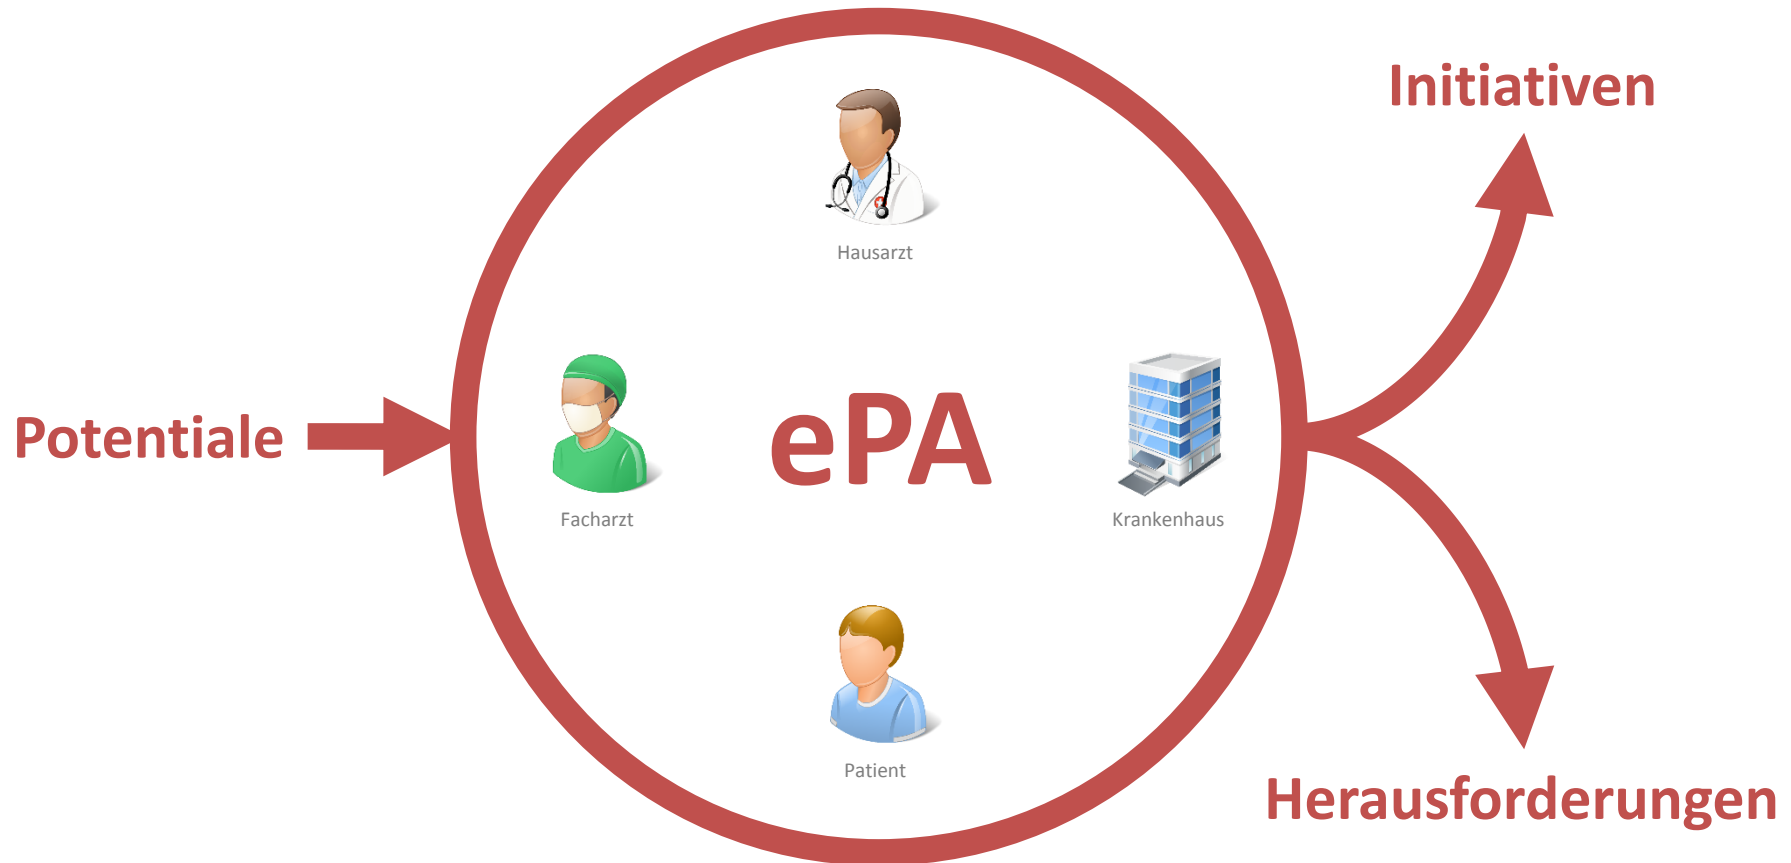 Initiativen
Hausarzt
Potentiale
ePA
Facharzt
Krankenhaus
Patient
Herausforderungen